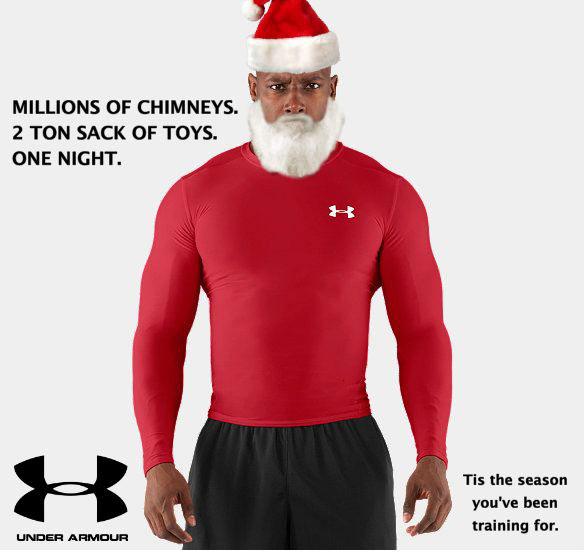 MILLIONS OF CHIMNEYS.
2 TON SACK OF TOYS.
ONE NIGHT.
Tis the season
you've been
training for.
UNDER ARMOUR